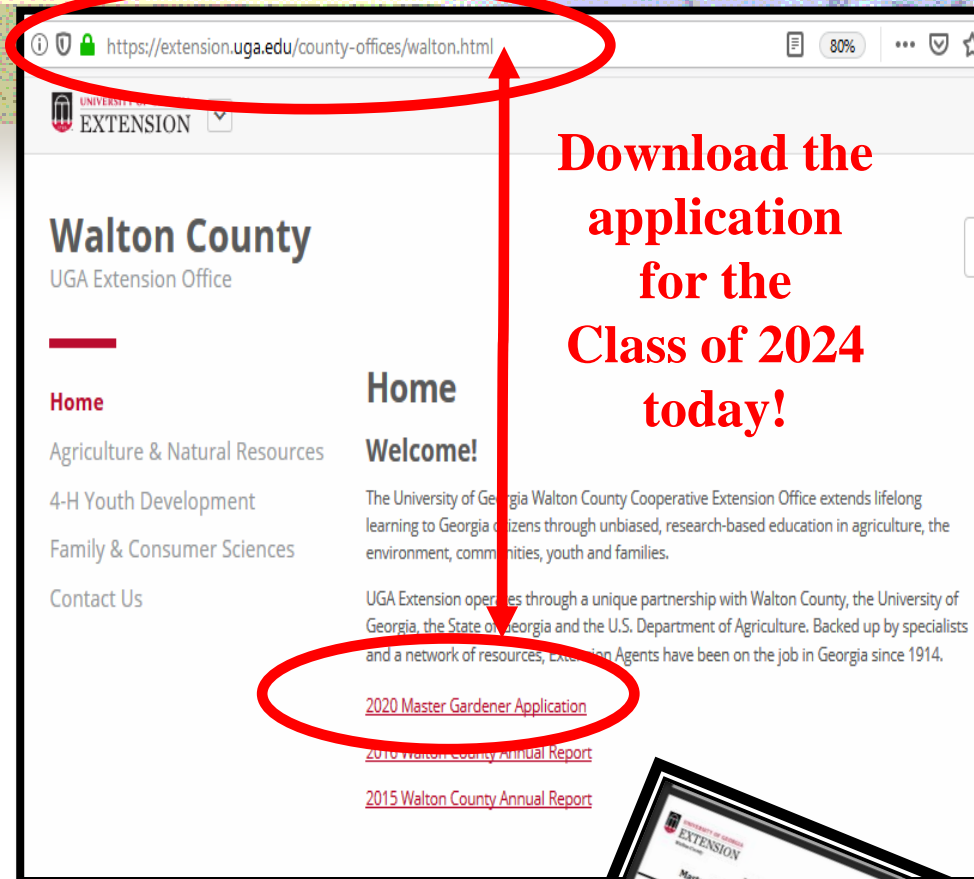 https://extension.uga.edu/county-offices/walton.html
80%
EXTENSION
Download the
application
for the
Class of 2024
today!
Walton County
UGA Extension Office
Home
Agriculture & Natural Resources
4-H Youth Development
Family & Consumer Sciences
Contact Us
Home
Welcome!
The University of Georgia Walton County Cooperative Extension Office extends lifelong
learning to Georgia citizens through unbiased, research-based education in agriculture, the
environment, communities, youth and families.
UGA Extension operates through a unique partnership with Walton County, the University of
Georgia, the State of Georgia and the U.S. Department of Agriculture. Backed up by specialists
and a network of resources, Extension Agents have been on the job in Georgia since 1914.
2020 Master Gardener Application
Walton County Annual Report
2015 Walton County Annual Report
UNIVERSITY OF GEORGIA
EXTENSION